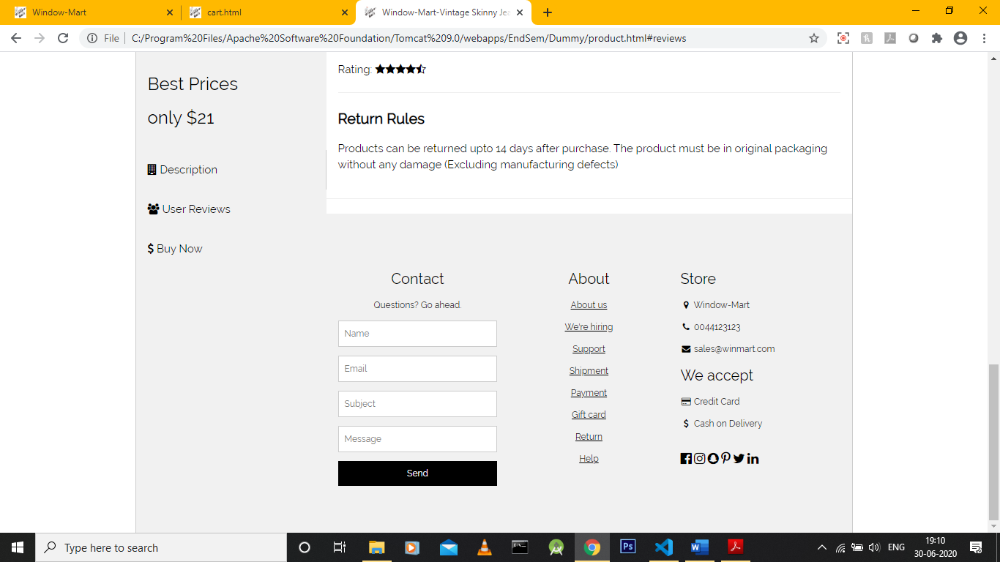 Window-Mart
cart.html
Window-Mart-Vintage Skinny Jea
File
C:/Program%20Files/Apache%20Software%20Foundation/Tomcat%209.0/webapps/EndSem/Dummy/product.html#reviews
Best Prices
only $21
Description
User Reviews
$ Buy Now
Rating:
Return Rules
Products can be returned upto 14 days after purchase. The product must be in original packaging
without any damage (Excluding manufacturing defects)
Contact
Questions? Go ahead.
Name
Email
Subject
Message
Send
About
About us
We're hiring
Support
Shipment
Payment
Gift card
Return
Help
Store
Window-Mart
0044123123
sales@winmart.com
We accept
Credit Card
$ Cash on Delivery
Type here to search
Ps
ENG
19:10
30-06-2020